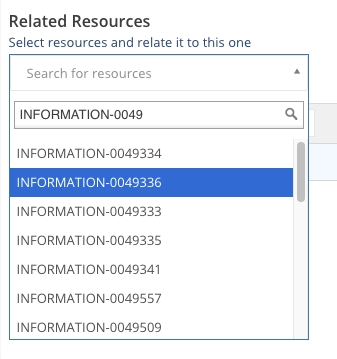 Related Resources
Select resources and relate it to this one
Search for resources
INFORMATION-0049
INFORMATION-0049334
INFORMATION-0049336
INFORMATION-0049333
INFORMATION-0049335
INFORMATION-0049341
INFORMATION-0049557
INFORMATION-0049509